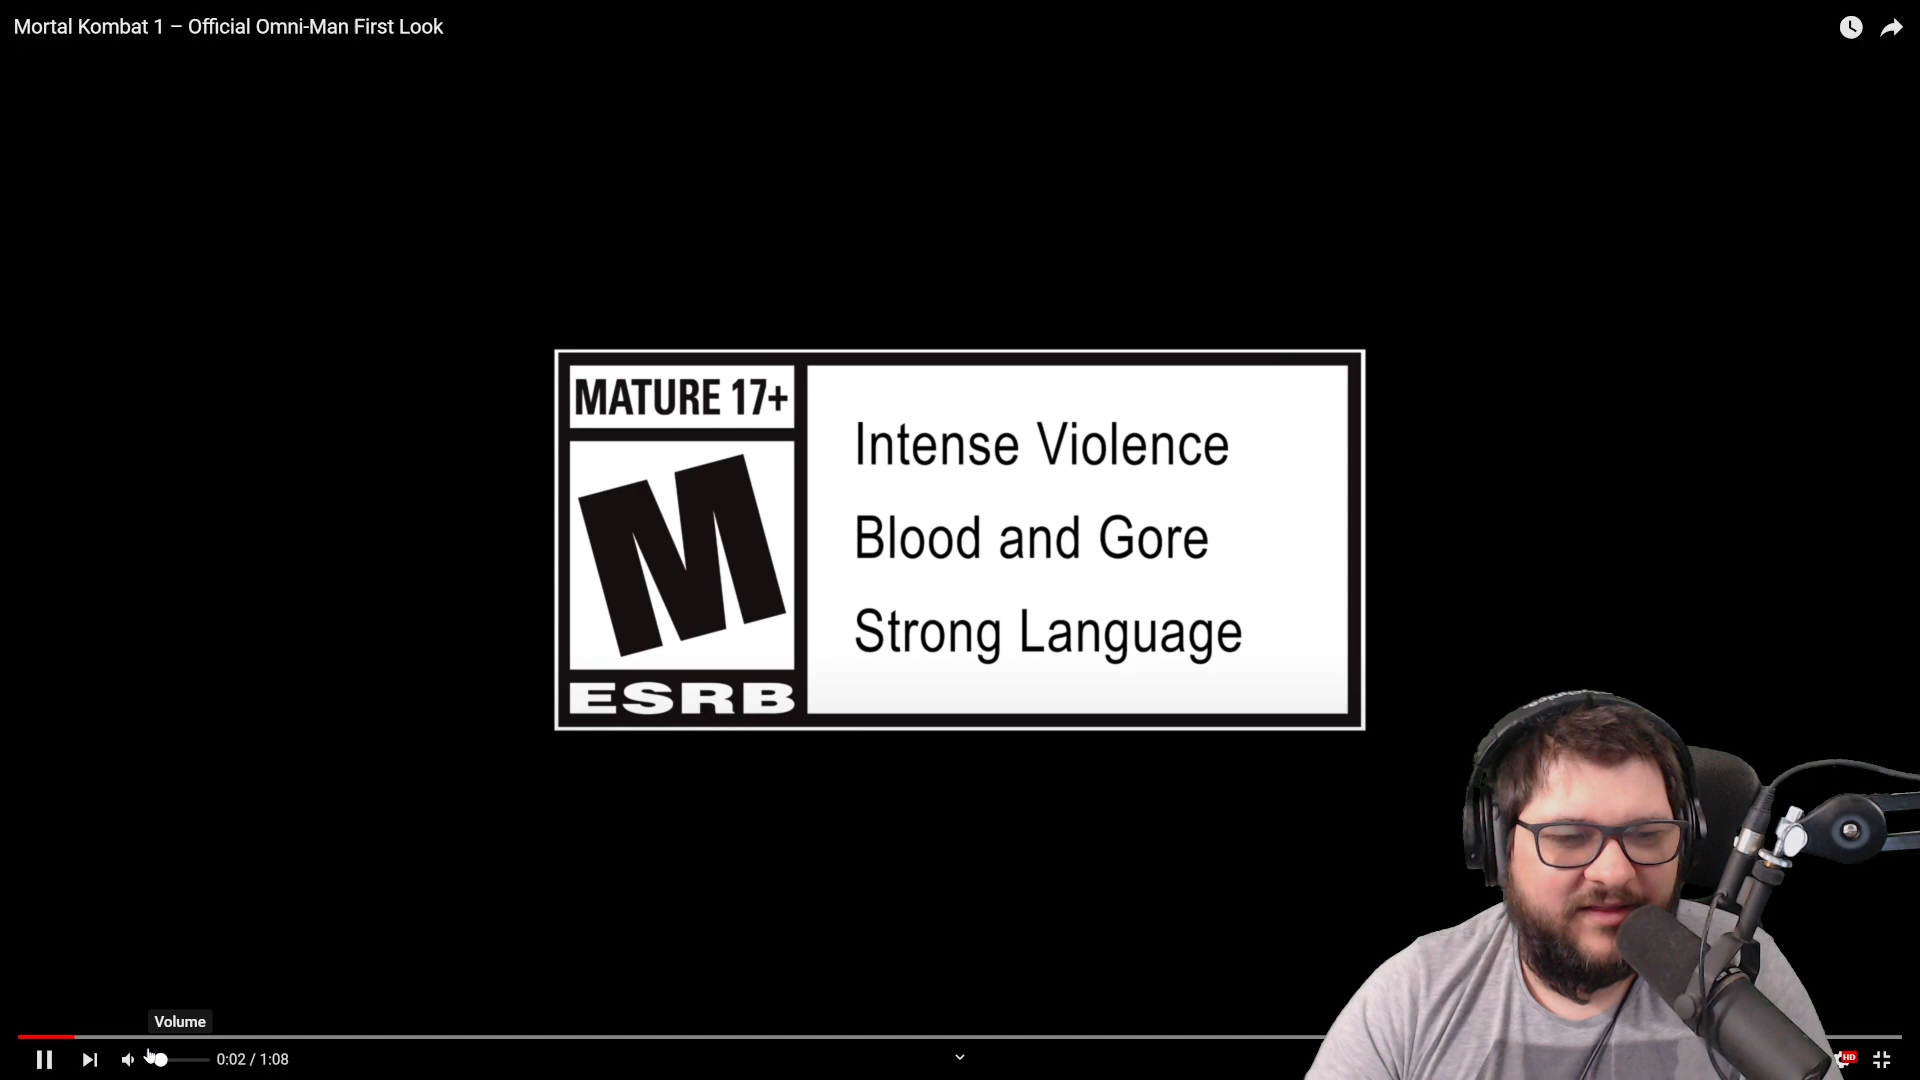 Mortal Kombat 1 – Official Omni-Man First Look
MATURE 17+
M
ESRB
Intense Violence
Blood and Gore
Strong Language
Volume
0:02 / 1:08
HD